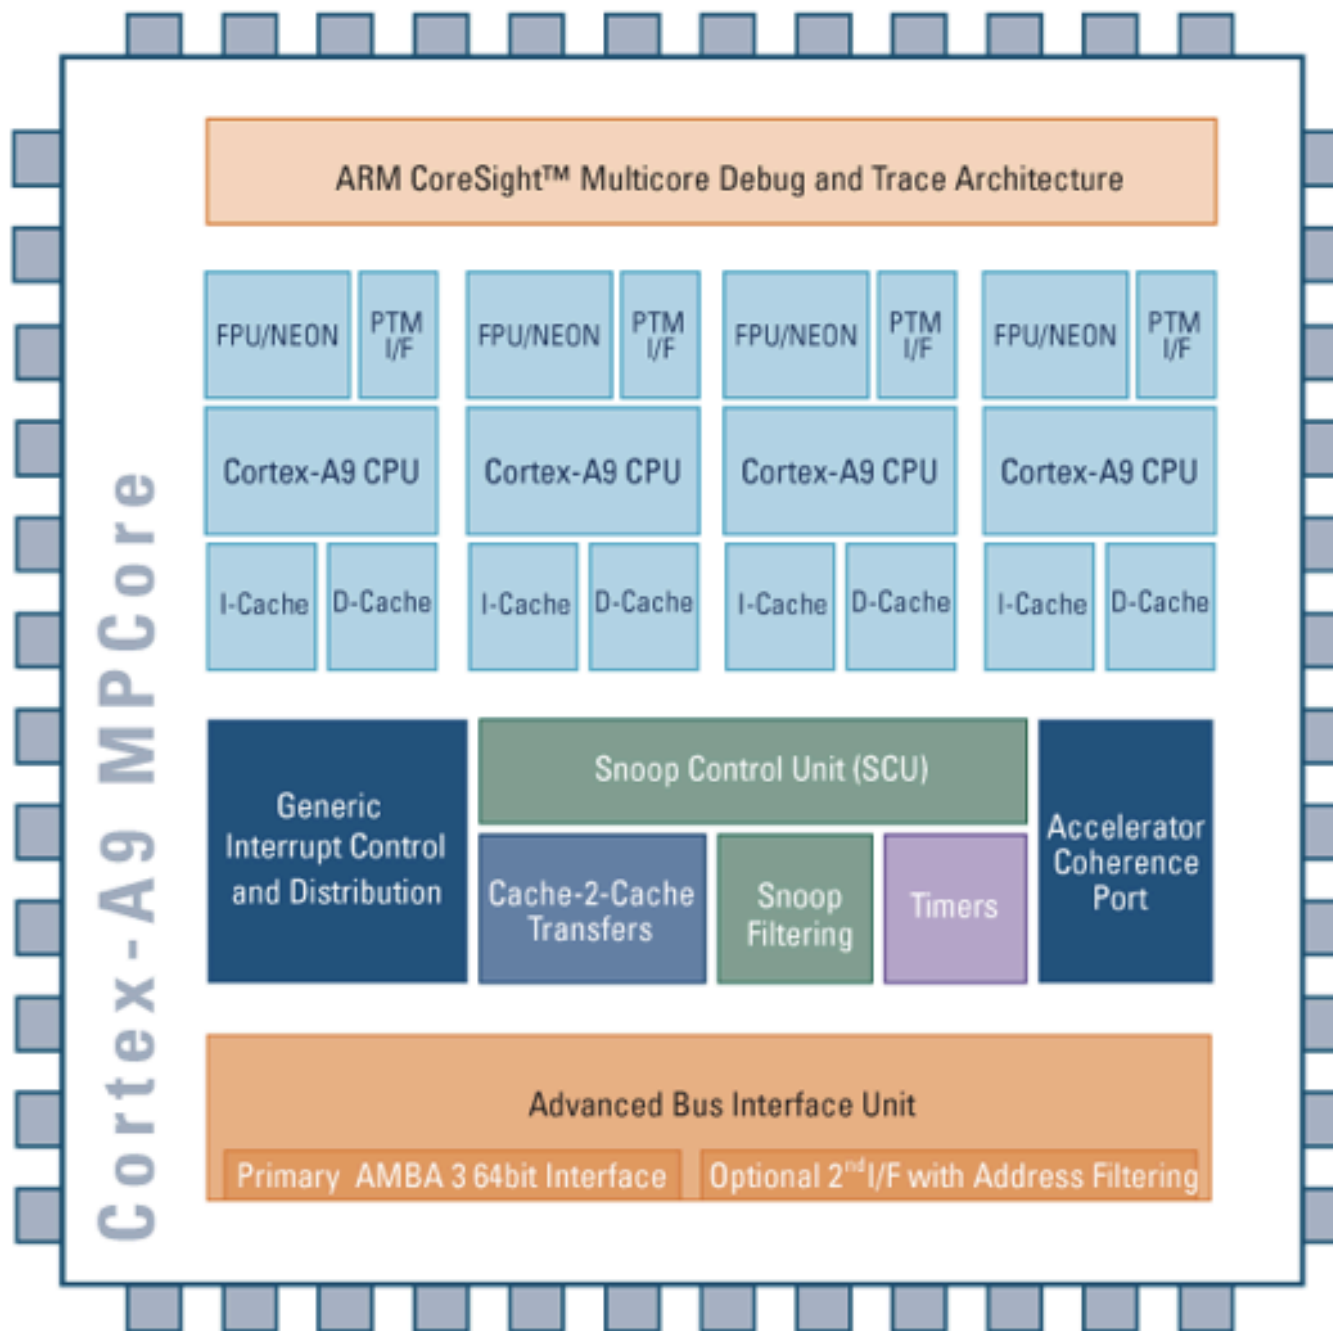 ARM CoreSight™ Multicore Debug and Trace Architecture
FPU/NEON
PTM
I/F
FPU/NEON
PTM
I/F
FPU/NEON
PTM
I/F
FPU/NEON
PTM
I/F
Cortex-A9 CPU
Cortex-A9 CPU
Cortex-A9 CPU
Cortex-A9 CPU
I-Cache
D-Cache
I-Cache
D-Cache
I-Cache
D-Cache
I-Cache
D-Cache
Cortex-A9 MPCore
Generic
Interrupt Control
and Distribution
Snoop Control Unit (SCU)
Cache-2-Cache
Transfers
Snoop
Filtering
Timers
Accelerator
Coherence
Port
Advanced Bus Interface Unit
Primary AMBA 3 64bit Interface
Optional 2nd I/F with Address Filtering